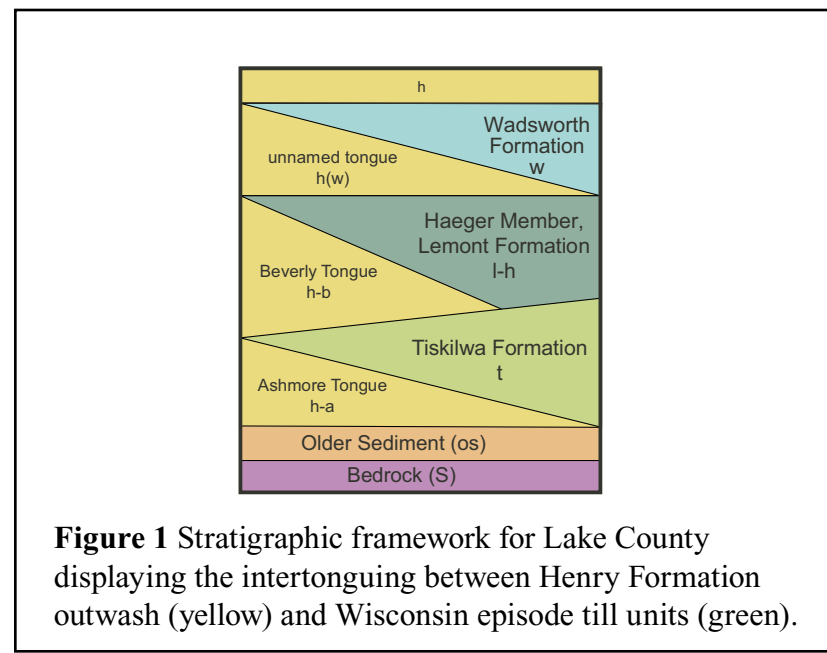 h
Wadsworth
Formation
w
unnamed tongue
h(w)
Haeger Member,
Lemont Formation
l-h
Beverly Tongue
h-b
Tiskilwa Formation
t
Ashmore Tongue
h-a
Older Sediment (os)
Bedrock (S)
Figure 1 Stratigraphic framework for Lake County
displaying the intertonguing between Henry Formation
outwash (yellow) and Wisconsin episode till units (green).